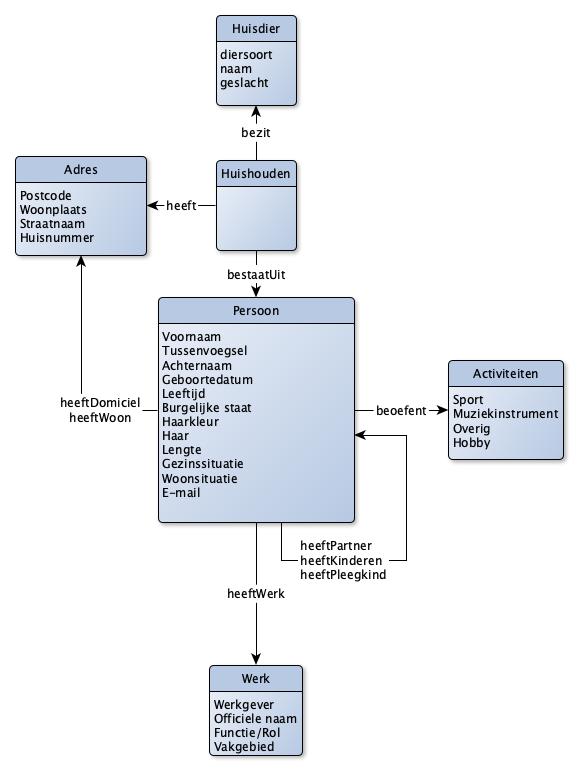 Huisdier
diersoort
naam
geslacht
bezit
Adres
Postcode
Woonplaats
Straatnaam
Huisnummer
heeft
Huishouden
bestaatUit
Persoon
Voornaam
Tussenvoegsel
Achternaam
Geboortedatum
Leeftijd
Burgelijke staat
Haarkleur
Haar
Lengte
Gezinssituatie
Woonsituatie
E-mail
heeftDomiciel
heeftWoon
beoefent
Activiteiten
Sport
Muziekinstrument
Overig
Hobby
heeftPartner
heeftKinderen
heeftPleegkind
heeftWerk
Werk
Werkgever
Officiele naam
Functie/Rol
Vakgebied